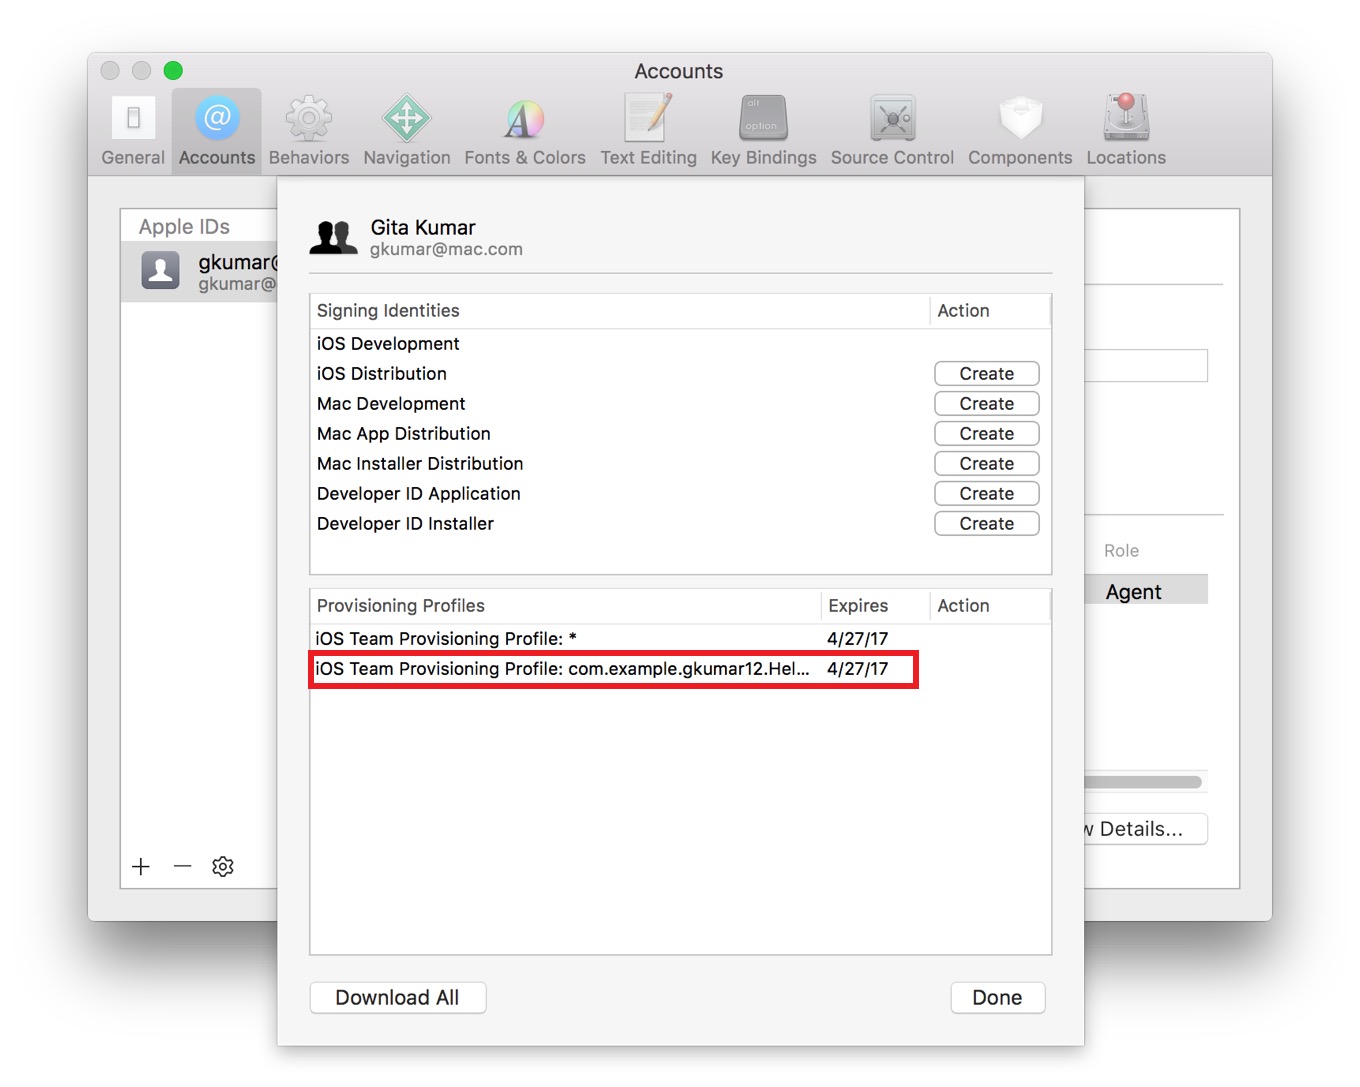 Accounts
General Accounts Behaviors Navigation Fonts & Colors Text Editing alt option Key Bindings Source Control Components Locations
Apple IDs
gkumar@
gkumar@
Gita Kumar
gkumar@mac.com
Signing Identities Action
iOS Development
iOS Distribution Create
Mac Development Create
Mac App Distribution Create
Mac Installer Distribution Create
Developer ID Application Create
Developer ID Installer Create
Provisioning Profiles Expires Action
iOS Team Provisioning Profile: * 4/27/17
iOS Team Provisioning Profile: com.example.gkumar12.Hel... 4/27/17
Role
Agent
w Details...
Download All Done